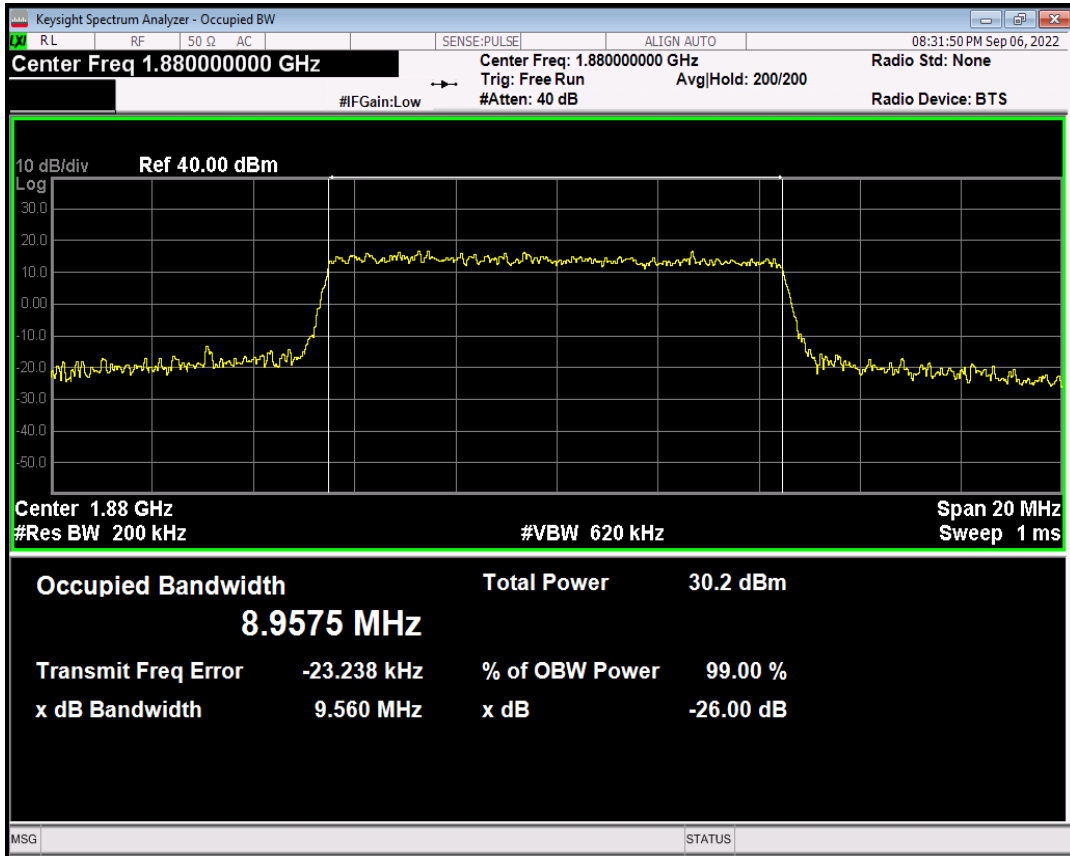 Keysight Spectrum Analyzer - Occupied BW
LXI RL RF 50 Ω AC SENSE:PULSE ALIGN AUTO 08:31:50 PM Sep 06, 2022
Center Freq 1.880000000 GHz Center Freq: 1.880000000 GHz Radio Std: None
Trig: Free Run Avg|Hold: 200/200
#IFGain:Low #Atten: 40 dB Radio Device: BTS
10 dB/div Ref 40.00 dBm
Log
30.0
20.0
10.0
0.00
-10.0
-20.0
-30.0
-40.0
-50.0
Center 1.88 GHz Span 20 MHz
#Res BW 200 kHz #VBW 620 kHz Sweep 1 ms
Occupied Bandwidth Total Power 30.2 dBm
8.9575 MHz
Transmit Freq Error -23.238 kHz % of OBW Power 99.00 %
x dB Bandwidth 9.560 MHz x dB -26.00 dB
MSG STATUS